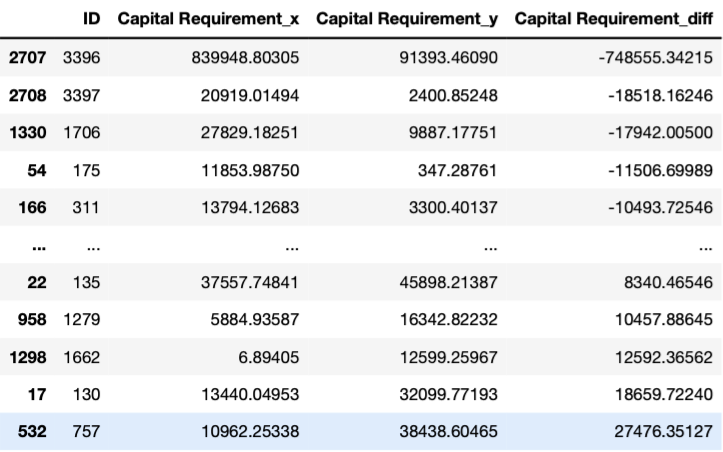 ID Capital Requirement_x Capital Requirement_y Capital Requirement_diff
2707 3396 839948.80305 91393.46090 -748555.34215
2708 3397 20919.01494 2400.85248 -18518.16246
1330 1706 27829.18251 9887.17751 -17942.00500
54 175 11853.98750 347.28761 -11506.69989
166 311 13794.12683 3300.40137 -10493.72546
... ... ... ... ...
22 135 37557.74841 45898.21387 8340.46546
958 1279 5884.93587 16342.82232 10457.88645
1298 1662 6.89405 12599.25967 12592.36562
17 130 13440.04953 32099.77193 18659.72240
532 757 10962.25338 38438.60465 27476.35127